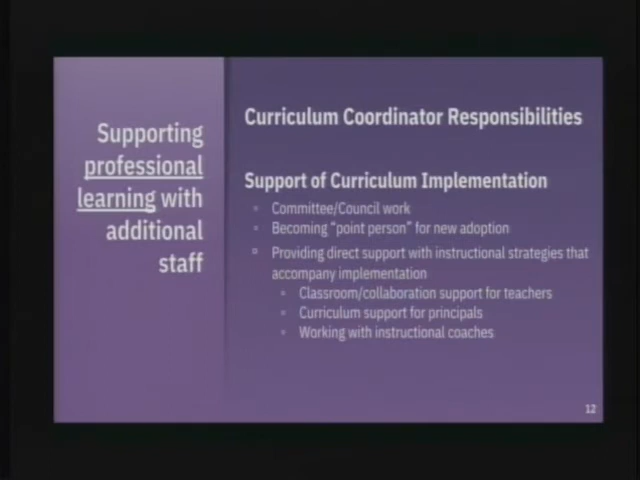 Supporting
professional
learning with
additional
staff
Curriculum Coordinator Responsibilities
Support of Curriculum Implementation
Committee/Council work
Becoming "point person" for new adoption
Providing direct support with instructional strategies that
accompany implementation
Classroom/collaboration support for teachers
Curriculum support for principals
Working with instructional coaches
12